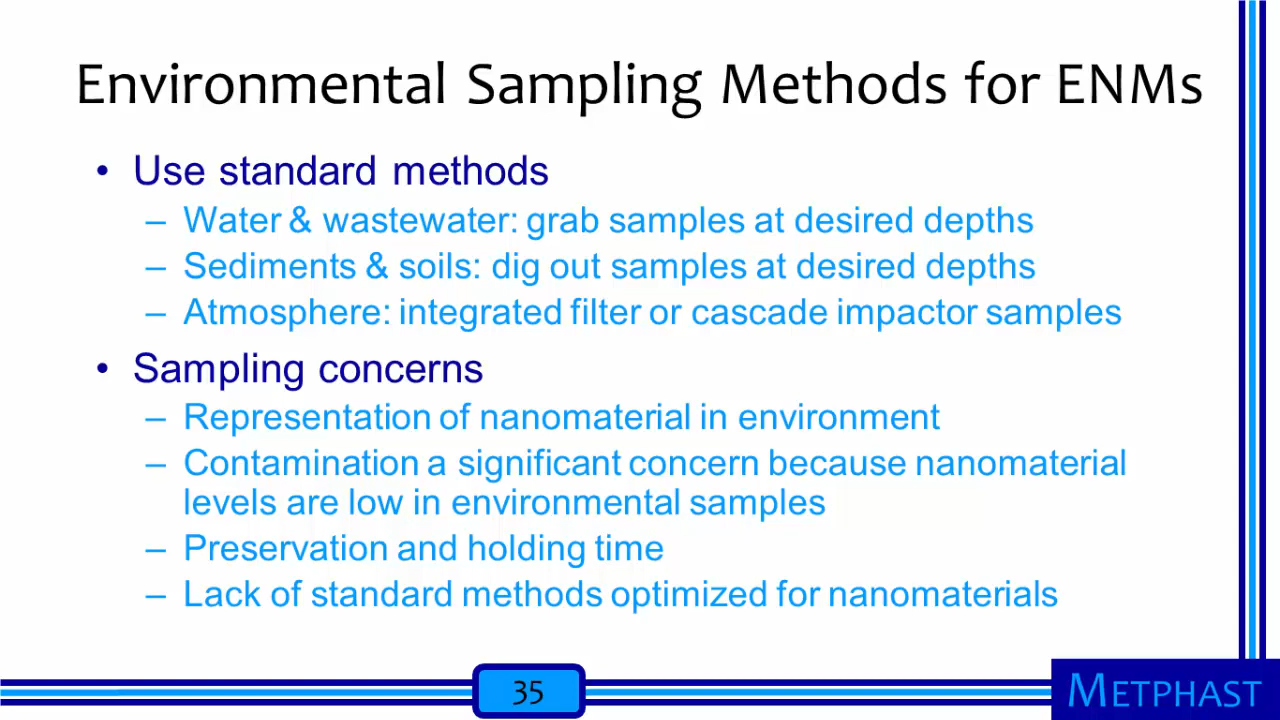 Environmental Sampling Methods for ENMs
• Use standard methods
– Water & wastewater: grab samples at desired depths
– Sediments & soils: dig out samples at desired depths
– Atmosphere: integrated filter or cascade impactor samples
• Sampling concerns
– Representation of nanomaterial in environment
– Contamination a significant concern because nanomaterial
levels are low in environmental samples
– Preservation and holding time
– Lack of standard methods optimized for nanomaterials
35
METPHAST